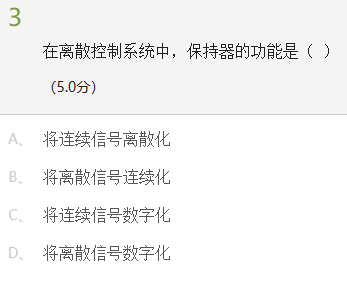 3
在离散控制系统中，保持器的功能是（ ）
（5.0分）
A、 将连续信号离散化
B、 将离散信号连续化
C、 将连续信号数字化
D、 将离散信号数字化